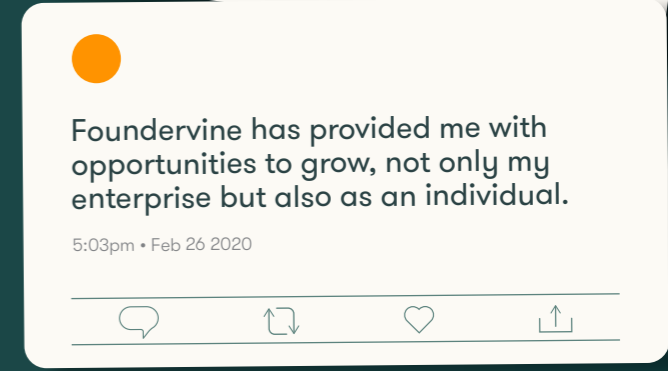 Foundervine has provided me with
opportunities to grow, not only my
enterprise but also as an individual.
5:03pm • Feb 26 2020